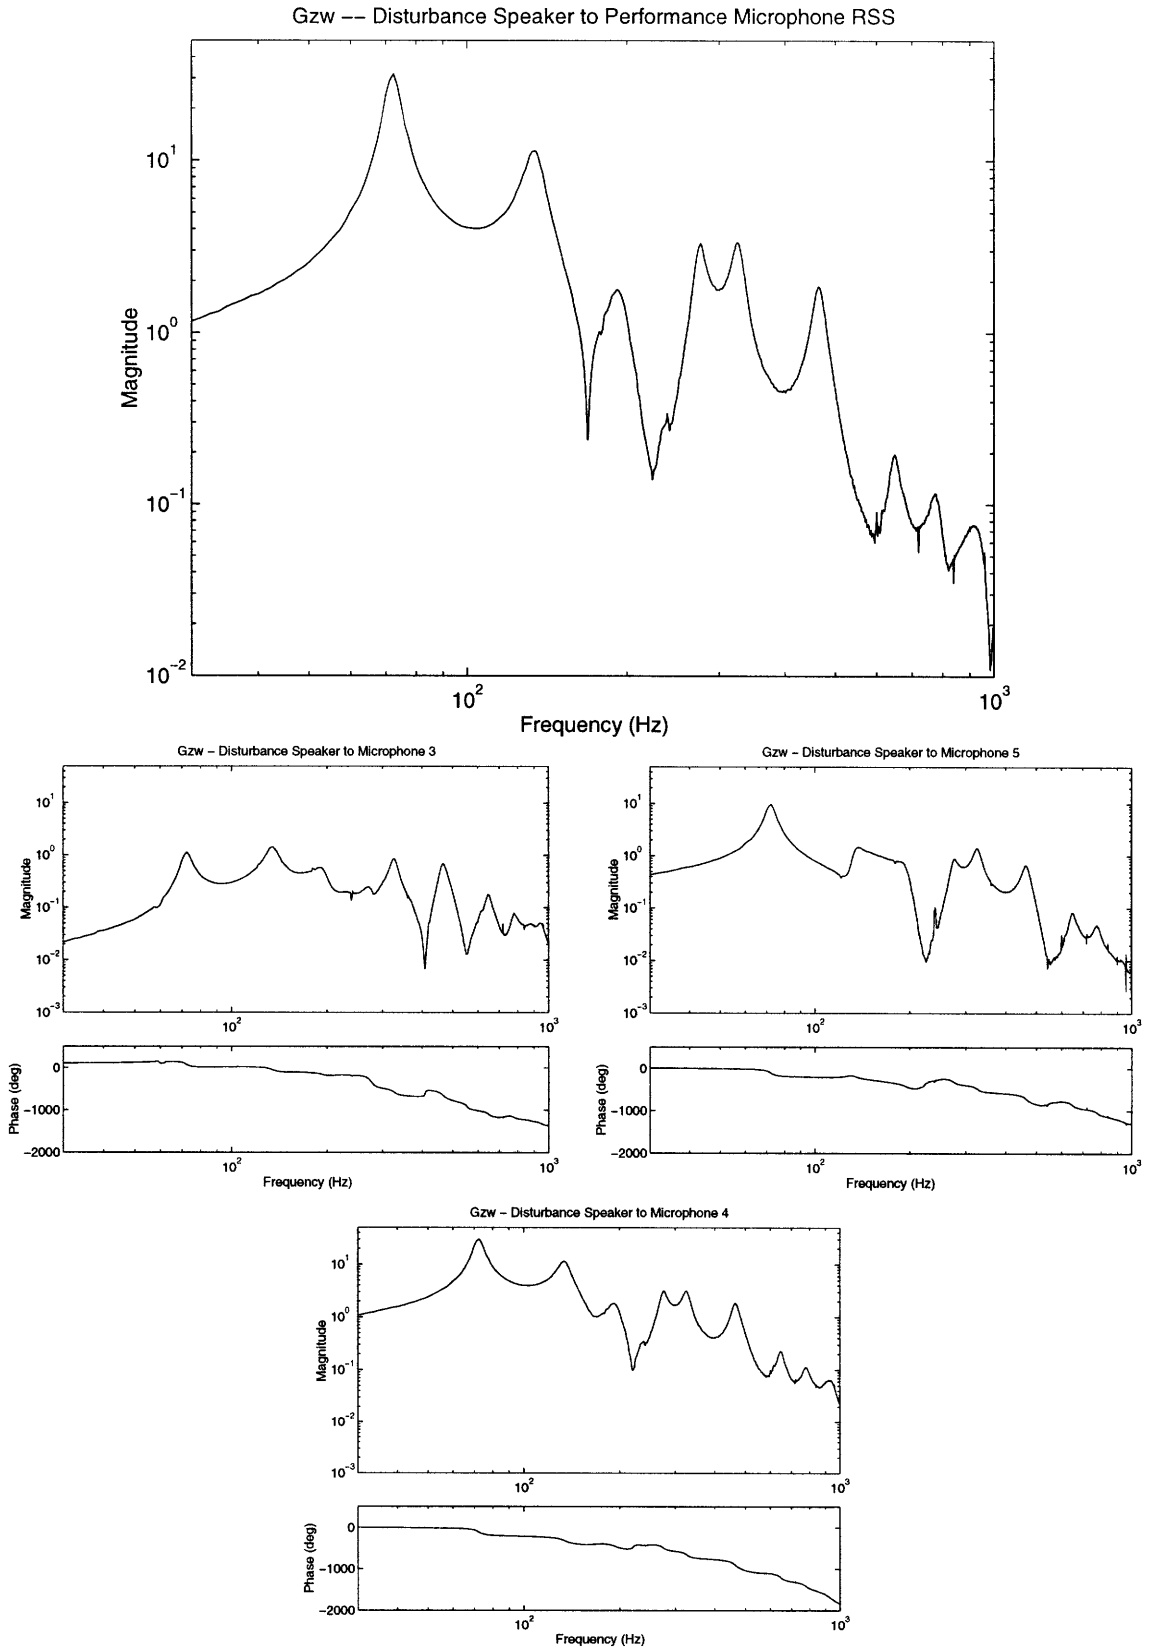 Gzw –– Disturbance Speaker to Performance Microphone RSS
10^1
10^0
10^-1
10^-2
Magnitude
10^2
10^3
Frequency (Hz)
Gzw – Disturbance Speaker to Microphone 3
10^1
10^0
10^-1
10^-2
10^-3
Magnitude
10^2
10^3
0
-1000
-2000
Phase (deg)
10^2
10^3
Frequency (Hz)
Gzw – Disturbance Speaker to Microphone 5
10^1
10^0
10^-1
10^-2
10^-3
Magnitude
10^2
10^3
0
-1000
-2000
Phase (deg)
10^2
10^3
Frequency (Hz)
Gzw – Disturbance Speaker to Microphone 4
10^1
10^0
10^-1
10^-2
10^-3
Magnitude
10^2
10^3
0
-1000
-2000
Phase (deg)
10^2
10^3
Frequency (Hz)